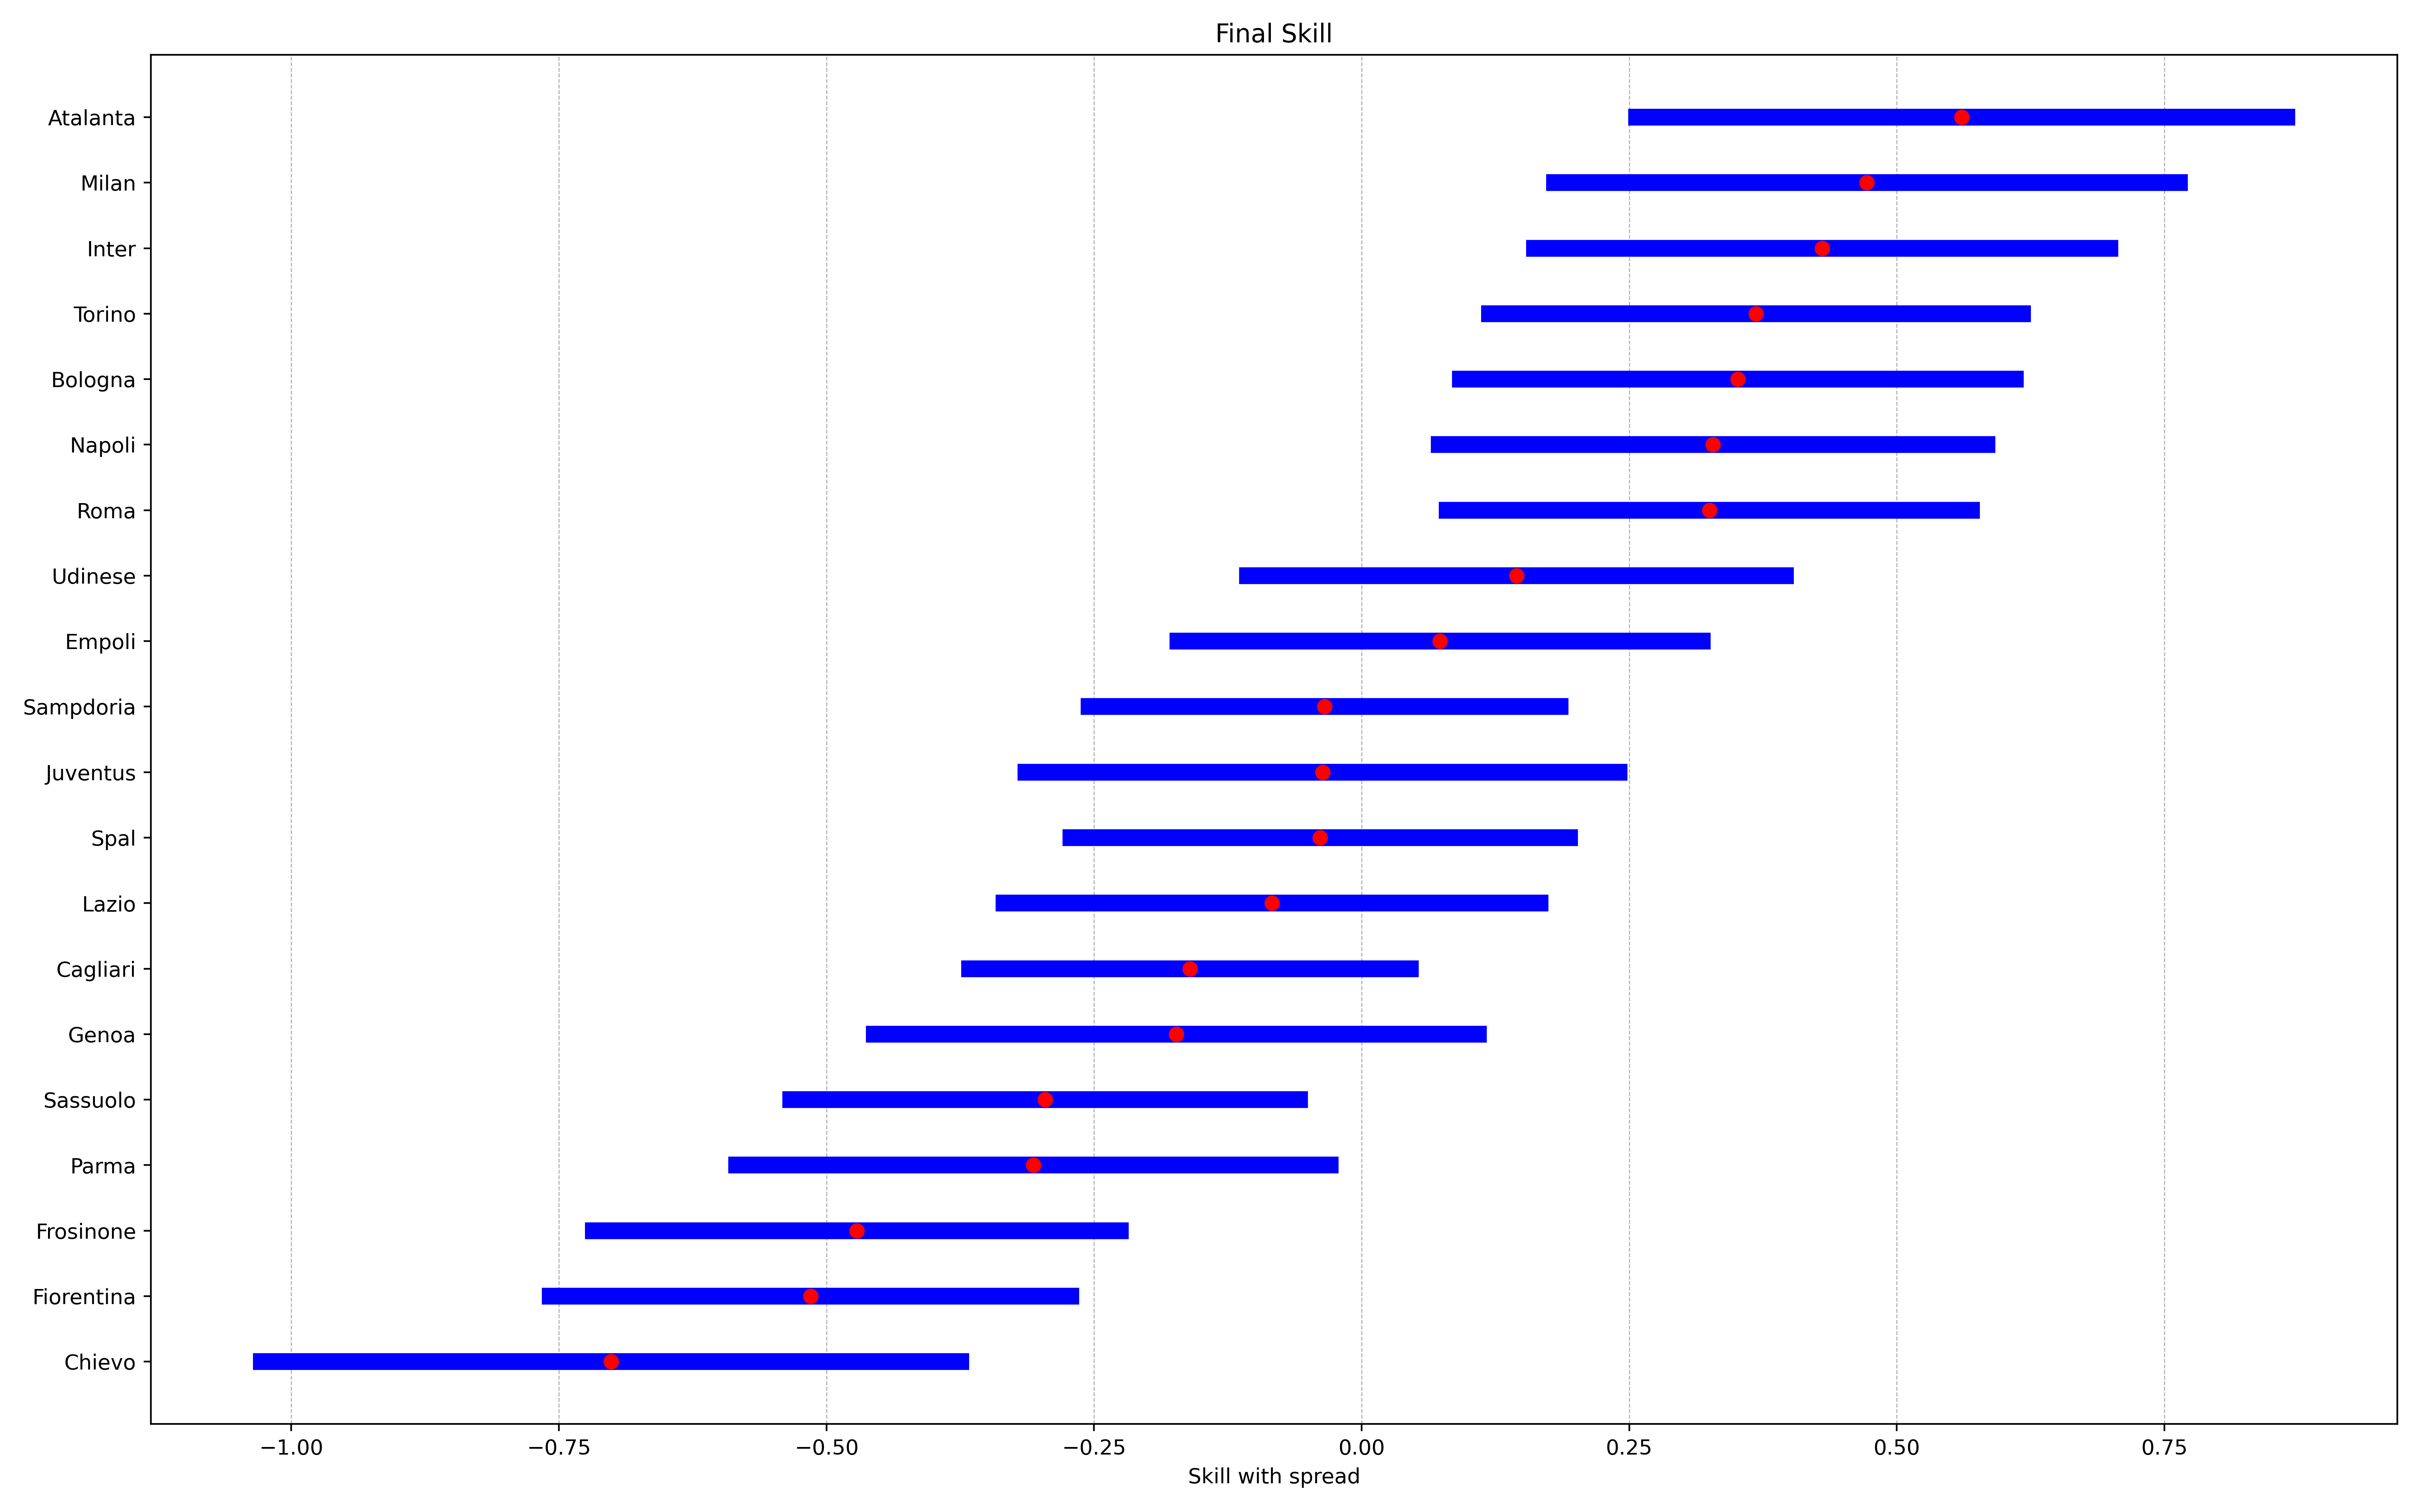 Final Skill
Atalanta
Milan
Inter
Torino
Bologna
Napoli
Roma
Udinese
Empoli
Sampdoria
Juventus
Spal
Lazio
Cagliari
Genoa
Sassuolo
Parma
Frosinone
Fiorentina
Chievo
−1.00 −0.75 −0.50 −0.25 0.00 0.25 0.50 0.75
Skill with spread